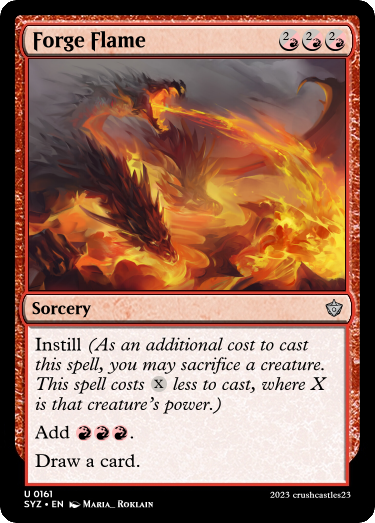 Forge Flame
2 2 2
Sorcery
Instill (As an additional cost to cast
this spell, you may sacrifice a creature.
This spell costs X less to cast, where X
is that creature's power.)
Add.
Draw a card.
U 0161
SYZ • EN Maria_ Roklain
2023 crushcastles23